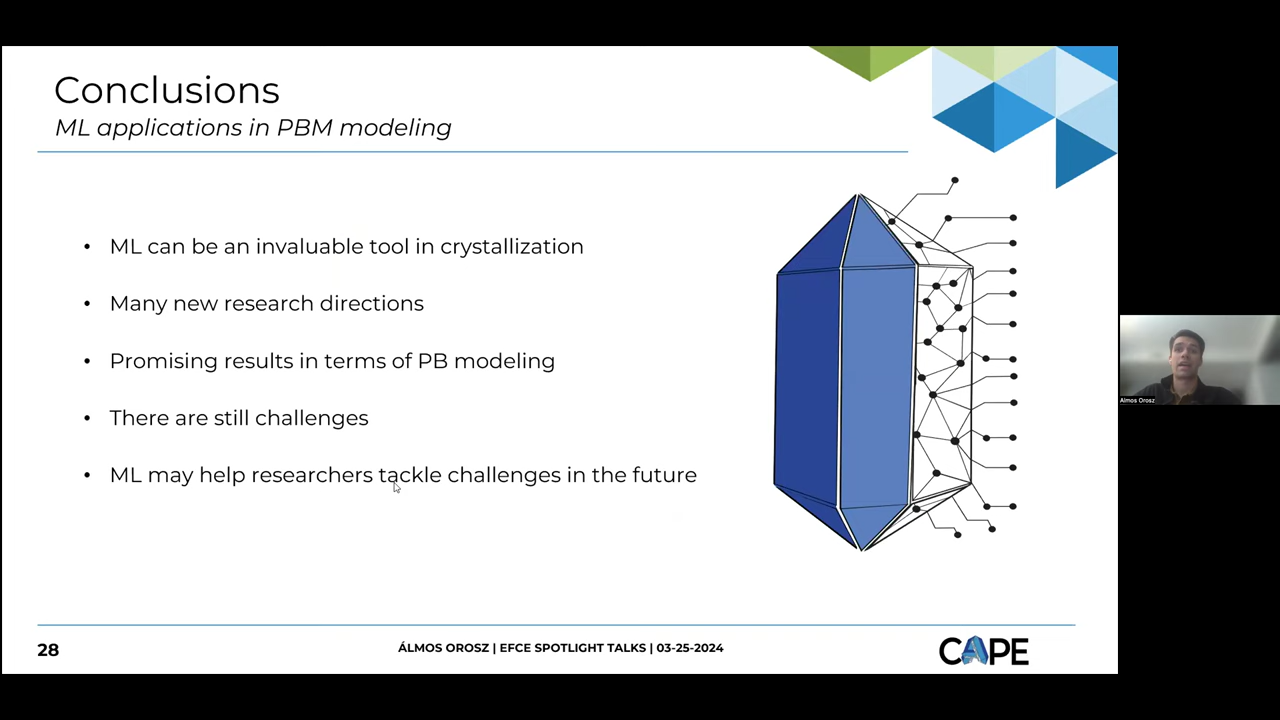 Conclusions
ML applications in PBM modeling
• ML can be an invaluable tool in crystallization
• Many new research directions
• Promising results in terms of PB modeling
• There are still challenges
• ML may help researchers tackle challenges in the future
Álmos Orosz
28
ÁLMOS OROSZ | EFCE SPOTLIGHT TALKS | 03-25-2024
CAPE